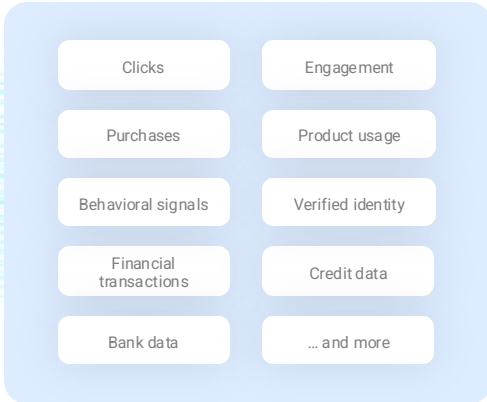 Clicks
Engagement
Purchases
Product usage
Behavioral signals
Verified identity
Financial
transactions
Credit data
Bank data
... and more